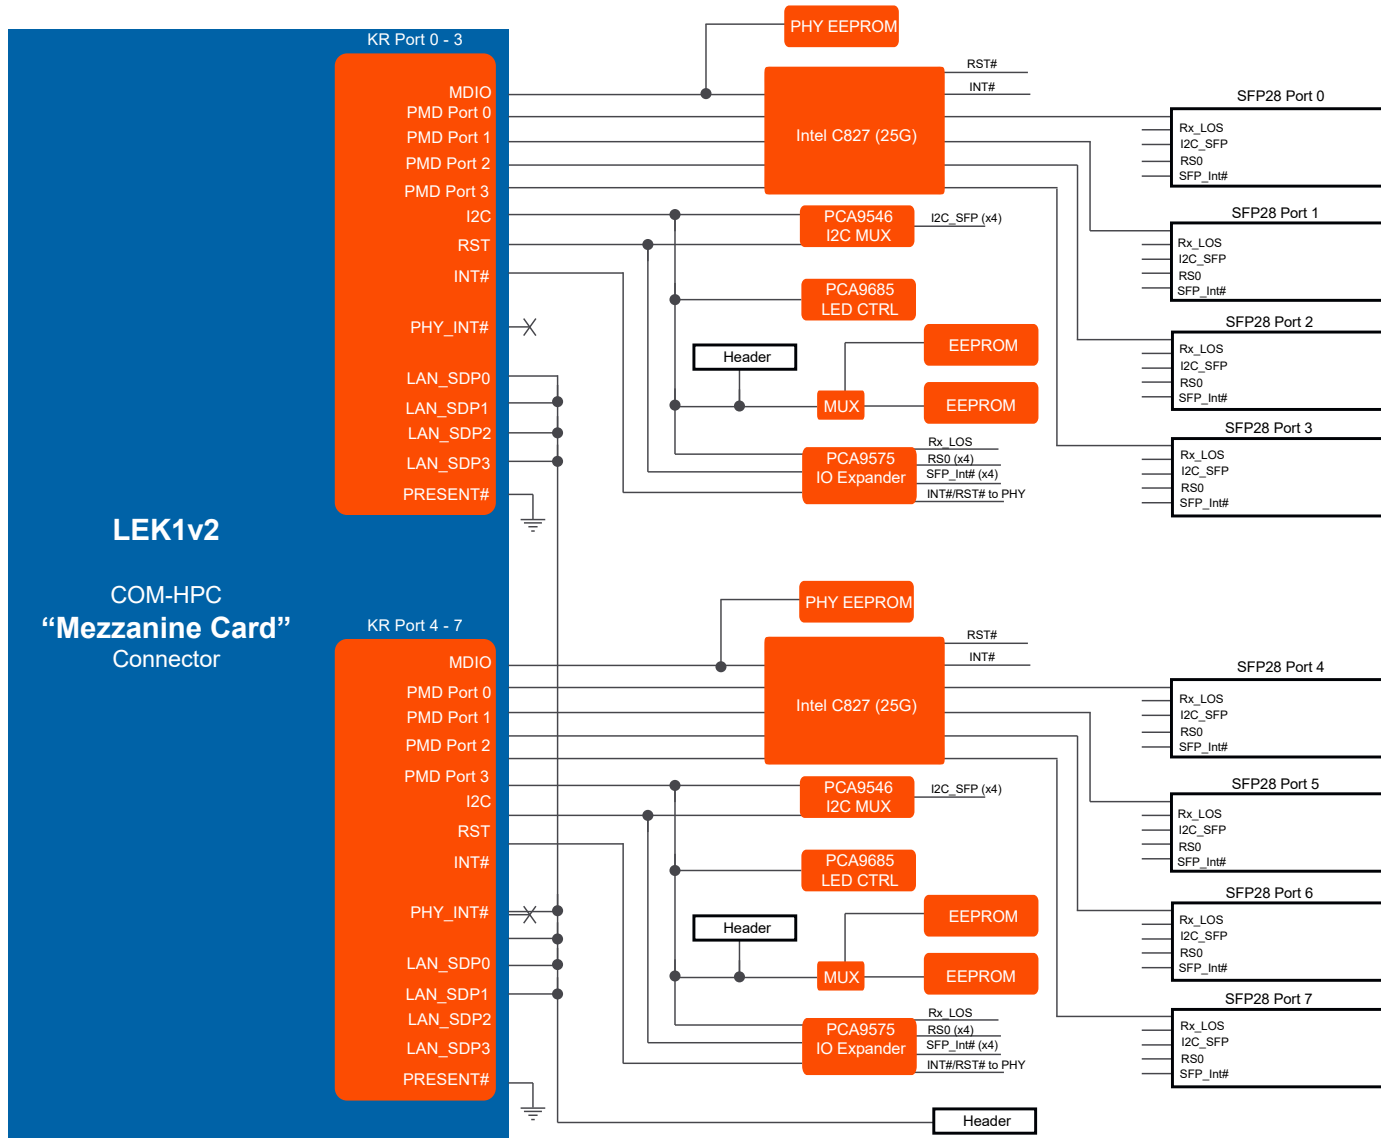 KR Port 0 - 3
MDIO
PMD Port 0
PMD Port 1
PMD Port 2
PMD Port 3
I2C
RST
INT#
PHY_INT#
LAN_SDP0
LAN_SDP1
LAN_SDP2
LAN_SDP3
PRESENT#
LEK1v2
COM-HPC
“Mezzanine Card”
Connector
PHY EEPROM
Intel C827 (25G)
RST#
INT#
PCA9546
I2C MUX
I2C_SFP (x4)
PCA9685
LED CTRL
Header
EEPROM
MUX
EEPROM
PCA9575
IO Expander
Rx_LOS
RS0 (x4)
SFP_Int# (x4)
INT#/RST# to PHY
SFP28 Port 0
Rx_LOS
I2C_SFP
RS0
SFP_Int#
SFP28 Port 1
Rx_LOS
I2C_SFP
RS0
SFP_Int#
SFP28 Port 2
Rx_LOS
I2C_SFP
RS0
SFP_Int#
SFP28 Port 3
Rx_LOS
I2C_SFP
RS0
SFP_Int#
KR Port 4 - 7
MDIO
PMD Port 0
PMD Port 1
PMD Port 2
PMD Port 3
I2C
RST
INT#
PHY_INT#
LAN_SDP0
LAN_SDP1
LAN_SDP2
LAN_SDP3
PRESENT#
PHY EEPROM
Intel C827 (25G)
RST#
INT#
PCA9546
I2C MUX
I2C_SFP (x4)
PCA9685
LED CTRL
Header
EEPROM
MUX
EEPROM
PCA9575
IO Expander
Rx_LOS
RS0 (x4)
SFP_Int# (x4)
INT#/RST# to PHY
Header
SFP28 Port 4
Rx_LOS
I2C_SFP
RS0
SFP_Int#
SFP28 Port 5
Rx_LOS
I2C_SFP
RS0
SFP_Int#
SFP28 Port 6
Rx_LOS
I2C_SFP
RS0
SFP_Int#
SFP28 Port 7
Rx_LOS
I2C_SFP
RS0
SFP_Int#